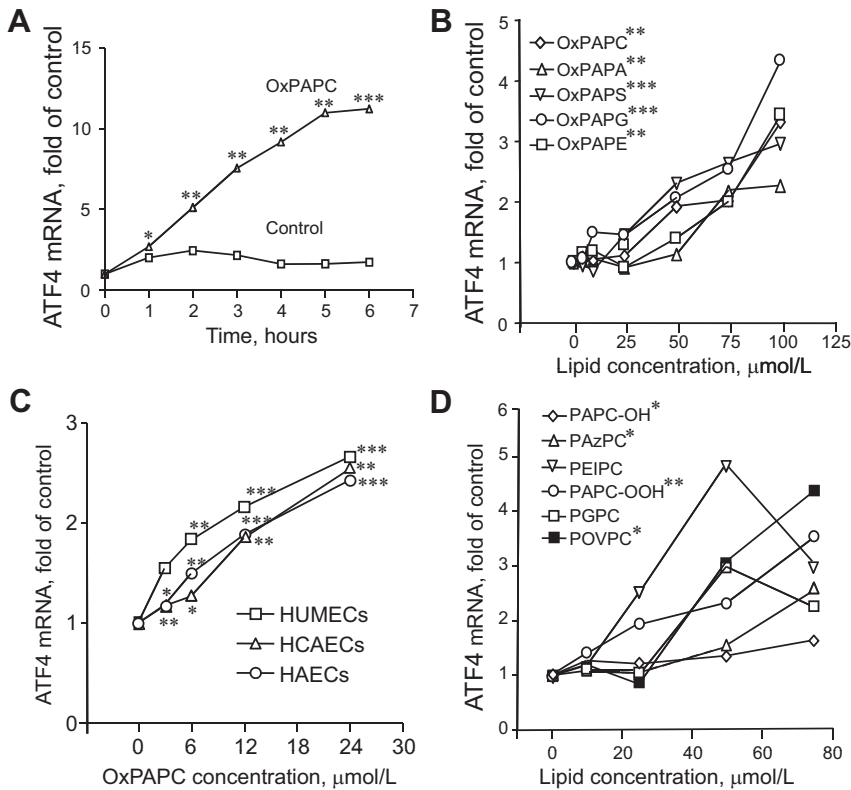 A
ATF4 mRNA, fold of control
15
10
5
0
OxPAPC
Control
*
**
**
**
**
***
0 1 2 3 4 5 6 7
Time, hours
B
ATF4 mRNA, fold of control
5
4
3
2
1
0
OxPAPC**
OxPAPA**
OxPAPS***
OxPAPG***
OxPAPE**
0 25 50 75 100 125
Lipid concentration, μmol/L
C
ATF4 mRNA, fold of control
3
2
1
0
***
**
***
***
**
***
**
**
*
*
**
HUMECs
HCAECs
HAECs
0 6 12 18 24 30
OxPAPC concentration, μmol/L
D
ATF4 mRNA, fold of control
6
5
4
3
2
1
0
PAPC-OH*
PAzPC*
PEIPC
PAPC-OOH**
PGPC
POVPC*
0 20 40 60 80
Lipid concentration, μmol/L